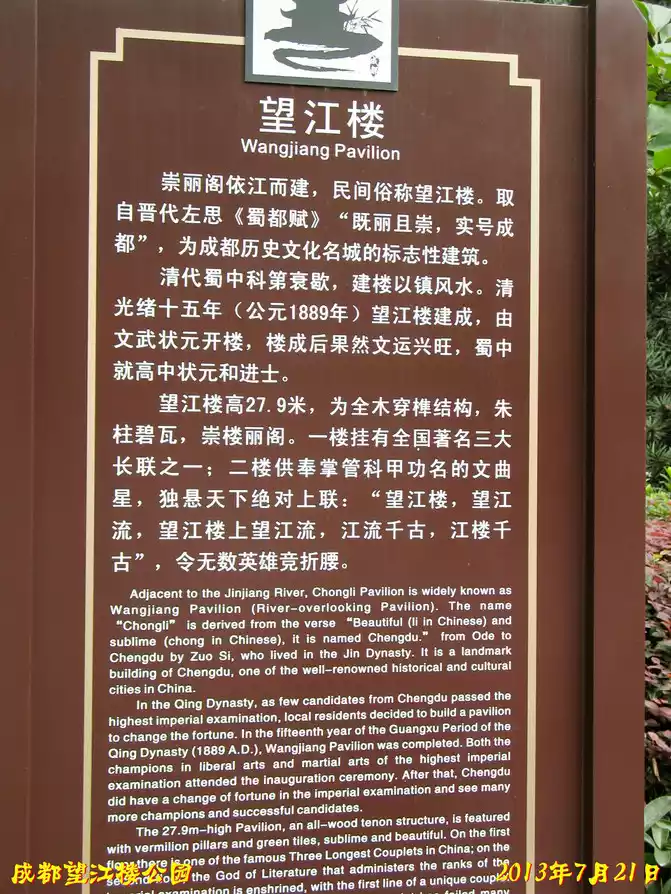 望江楼
Wangjiang Pavilion
崇丽阁依江而建，民间俗称望江楼。取
自晋代左思《蜀都赋》“既丽且崇，实号成
都”，为成都历史文化名城的标志性建筑。
清代蜀中科第衰歇，建楼以镇风水。清
光绪十五年（公元1889年）望江楼建成，由
文武状元开楼，楼成后果然文运兴旺，蜀中
就高中状元和进士。
望江楼高27.9米，为全木穿榫结构，朱
柱碧瓦，崇楼丽阁。一楼挂有全国著名三大
长联之一；二楼供奉掌管科甲功名的文曲
星，独悬天下绝对上联：“望江楼，望江
流，望江楼上望江流，江流千古，江楼千
古”，令无数英雄竞折腰。
Adjacent to the Jinjiang River, Chongli Pavilion is widely known as
Wangjiang Pavilion (River-overlooking Pavilion). The name
“Chongli” is derived from the verse “Beautiful (li in Chinese) and
sublime (chong in Chinese), it is named Chengdu.” from Ode to
Chengdu by Zuo Si, who lived in the Jin Dynasty. It is a landmark
building of Chengdu, one of the well-renowned historical and cultural
cities in China.
In the Qing Dynasty, as few candidates from Chengdu passed the
highest imperial examination, local residents decided to build a pavilion
to change the fortune. In the fifteenth year of the Guangxu Period of the
Qing Dynasty (1889 A.D.), Wangjiang Pavilion was completed. Both the
champions in liberal arts and martial arts of the highest imperial
examination attended the inauguration ceremony. After that, Chengdu
did have a change of fortune in the imperial examination and see many
more champions and successful candidates.
The 27.9m-high Pavilion, an all-wood tenon structure, is featured
with vermilion pillars and green tiles, sublime and beautiful. On the first
there is one of the famous Three Longest Couplets in China; on the
the God of Literature that administers the ranks of the
examination is enshrined, with the first line of a unique couplet
成都望江楼公园
2013年7月21日